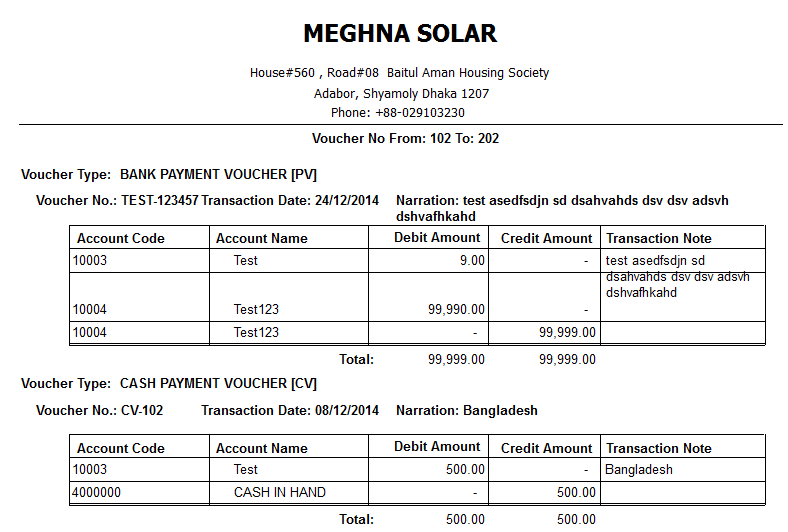 MEGHNA SOLAR
House#560 , Road#08 Baitul Aman Housing Society
Adabor, Shyamoly Dhaka 1207
Phone: +88-029103230
Voucher No From: 102 To: 202
Voucher Type: BANK PAYMENT VOUCHER [PV]
Voucher No.: TEST-123457 Transaction Date: 24/12/2014 Narration: test asedfsdjn sd dsahvahds dsv dsv adsvh
dshvafhkahd
Account Code Account Name Debit Amount Credit Amount Transaction Note
10003 Test 9.00 - test asedfsdjn sd
dsahvahds dsv dsv adsvh
dshvafhkahd
10004 Test123 99,990.00 -
10004 Test123 - 99,999.00
Total: 99,999.00 99,999.00
Voucher Type: CASH PAYMENT VOUCHER [CV]
Voucher No.: CV-102 Transaction Date: 08/12/2014 Narration: Bangladesh
Account Code Account Name Debit Amount Credit Amount Transaction Note
10003 Test 500.00 - Bangladesh
4000000 CASH IN HAND - 500.00
Total: 500.00 500.00